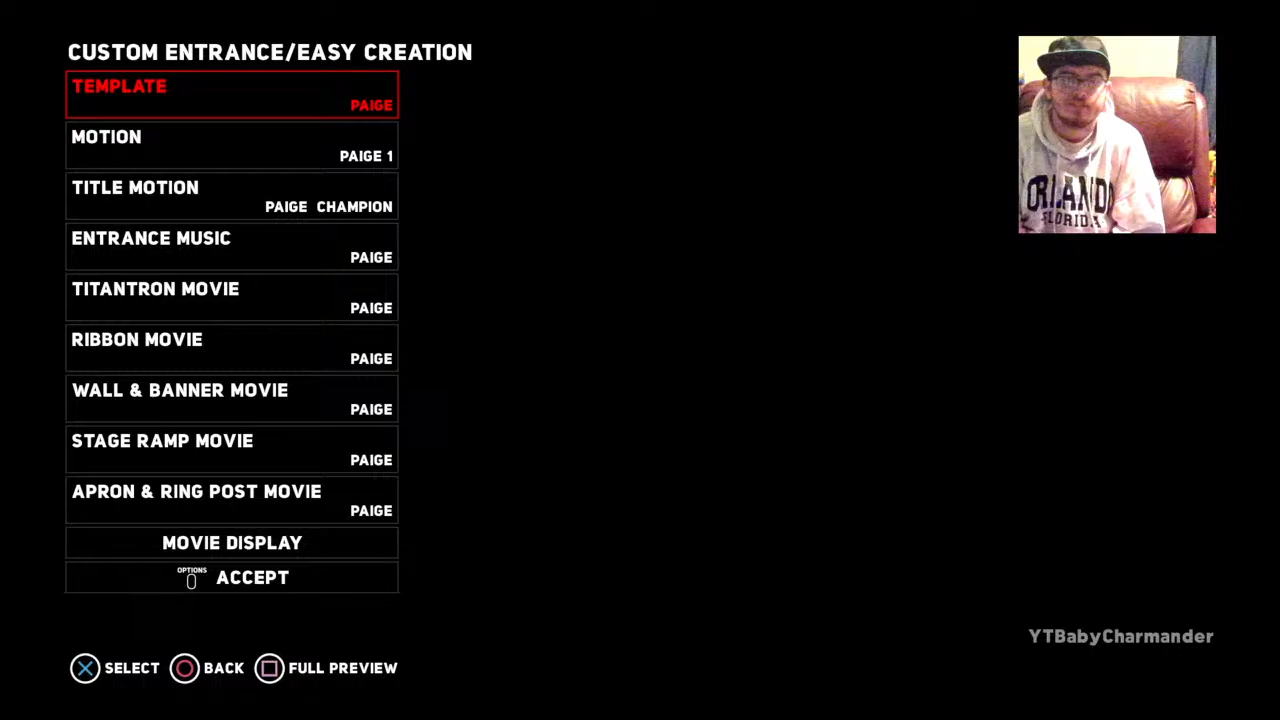 CUSTOM ENTRANCE/EASY CREATION
TEMPLATE
PAIGE
MOTION
PAIGE 1
TITLE MOTION
PAIGE CHAMPION
ENTRANCE MUSIC
PAIGE
TITANTRON MOVIE
PAIGE
RIBBON MOVIE
PAIGE
WALL & BANNER MOVIE
PAIGE
STAGE RAMP MOVIE
PAIGE
APRON & RING POST MOVIE
PAIGE
MOVIE DISPLAY
OPTIONS ACCEPT
SELECT BACK FULL PREVIEW
ORLANDO
FLORIDA
YTBabyCharmander